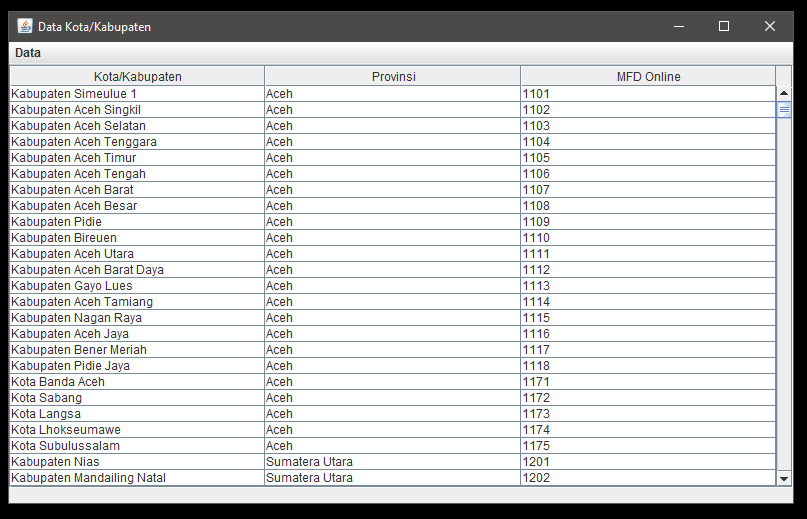 Data Kota/Kabupaten
Data
Kota/Kabupaten Provinsi MFD Online
Kabupaten Simeulue 1 Aceh 1101
Kabupaten Aceh Singkil Aceh 1102
Kabupaten Aceh Selatan Aceh 1103
Kabupaten Aceh Tenggara Aceh 1104
Kabupaten Aceh Timur Aceh 1105
Kabupaten Aceh Tengah Aceh 1106
Kabupaten Aceh Barat Aceh 1107
Kabupaten Aceh Besar Aceh 1108
Kabupaten Pidie Aceh 1109
Kabupaten Bireuen Aceh 1110
Kabupaten Aceh Utara Aceh 1111
Kabupaten Aceh Barat Daya Aceh 1112
Kabupaten Gayo Lues Aceh 1113
Kabupaten Aceh Tamiang Aceh 1114
Kabupaten Nagan Raya Aceh 1115
Kabupaten Aceh Jaya Aceh 1116
Kabupaten Bener Meriah Aceh 1117
Kabupaten Pidie Jaya Aceh 1118
Kota Banda Aceh Aceh 1171
Kota Sabang Aceh 1172
Kota Langsa Aceh 1173
Kota Lhokseumawe Aceh 1174
Kota Subulussalam Aceh 1175
Kabupaten Nias Sumatera Utara 1201
Kabupaten Mandailing Natal Sumatera Utara 1202